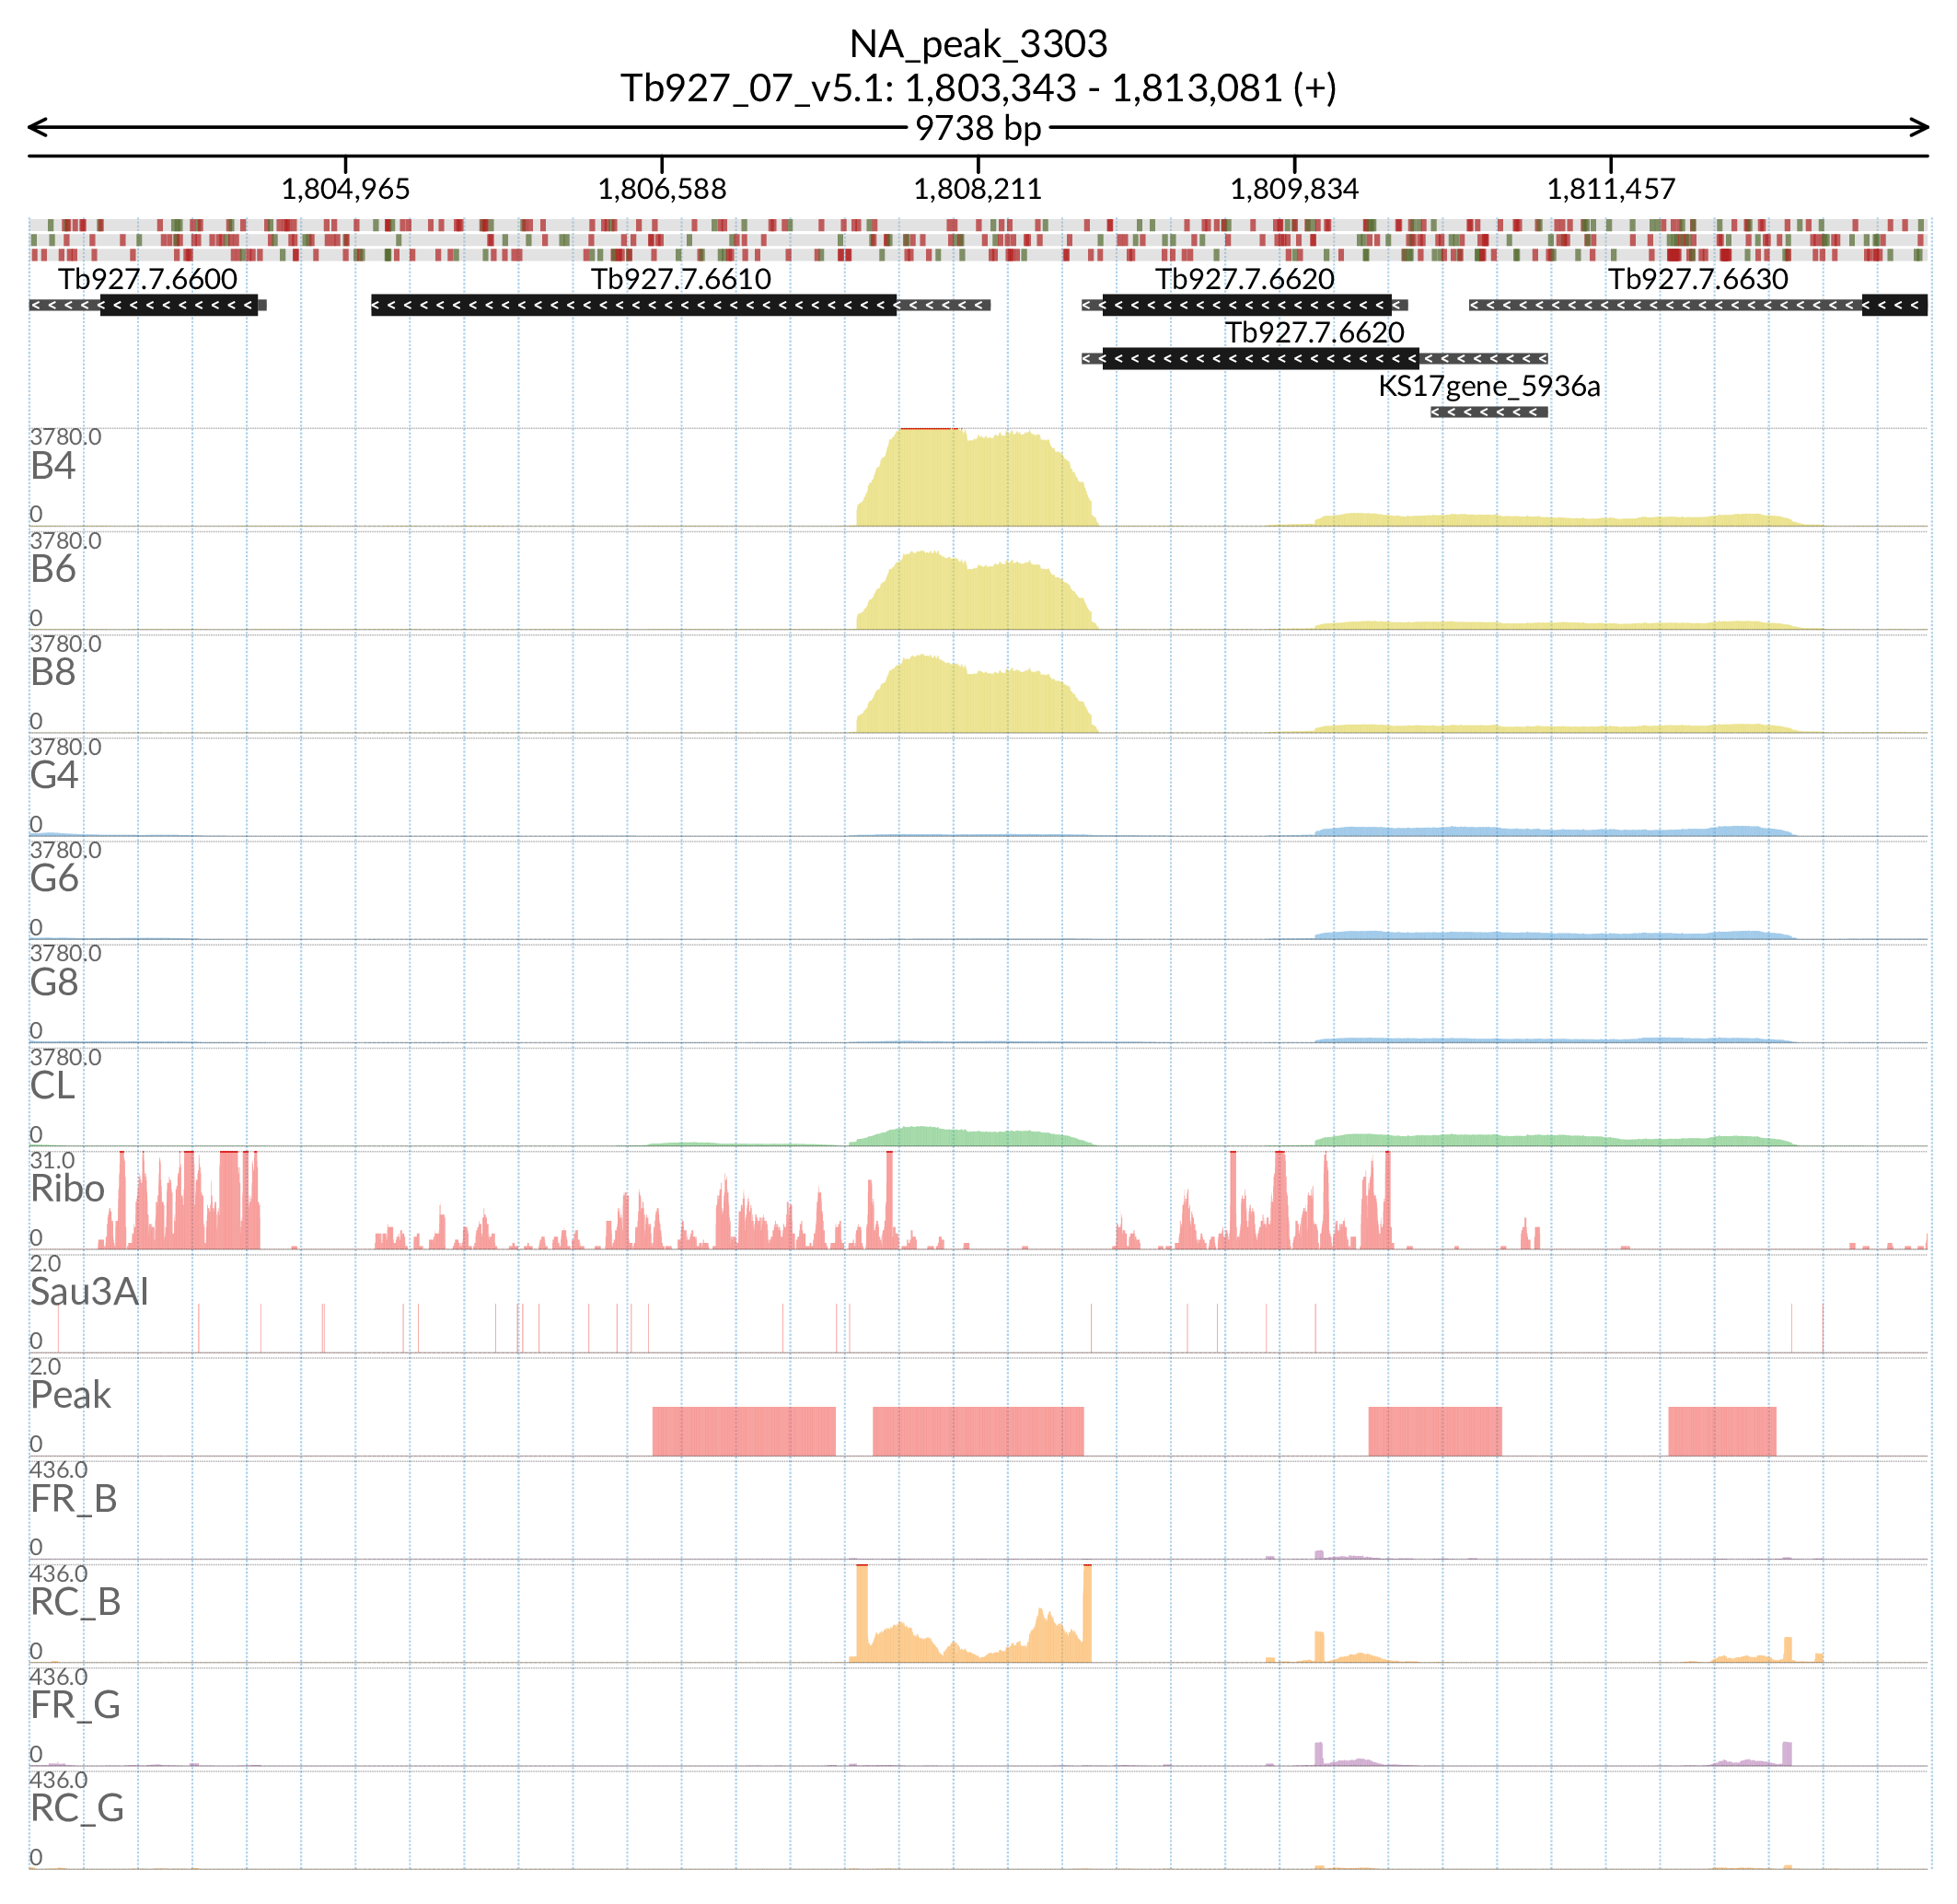 NA_peak_3303
Tb927_07_v5.1: 1,803,343 - 1,813,081 (+)
9738 bp
1,804,965 1,806,588 1,808,211 1,809,834 1,811,457
Tb927.7.6600 Tb927.7.6610 Tb927.7.6620 Tb927.7.6630
Tb927.7.6620
KS17gene_5936a
3780.0
B4
0
3780.0
B6
0
3780.0
B8
0
3780.0
G4
0
3780.0
G6
0
3780.0
G8
0
3780.0
CL
0
31.0
Ribo
0
2.0
Sau3AI
0
2.0
Peak
0
436.0
FR_B
0
436.0
RC_B
0
436.0
FR_G
0
436.0
RC_G
0